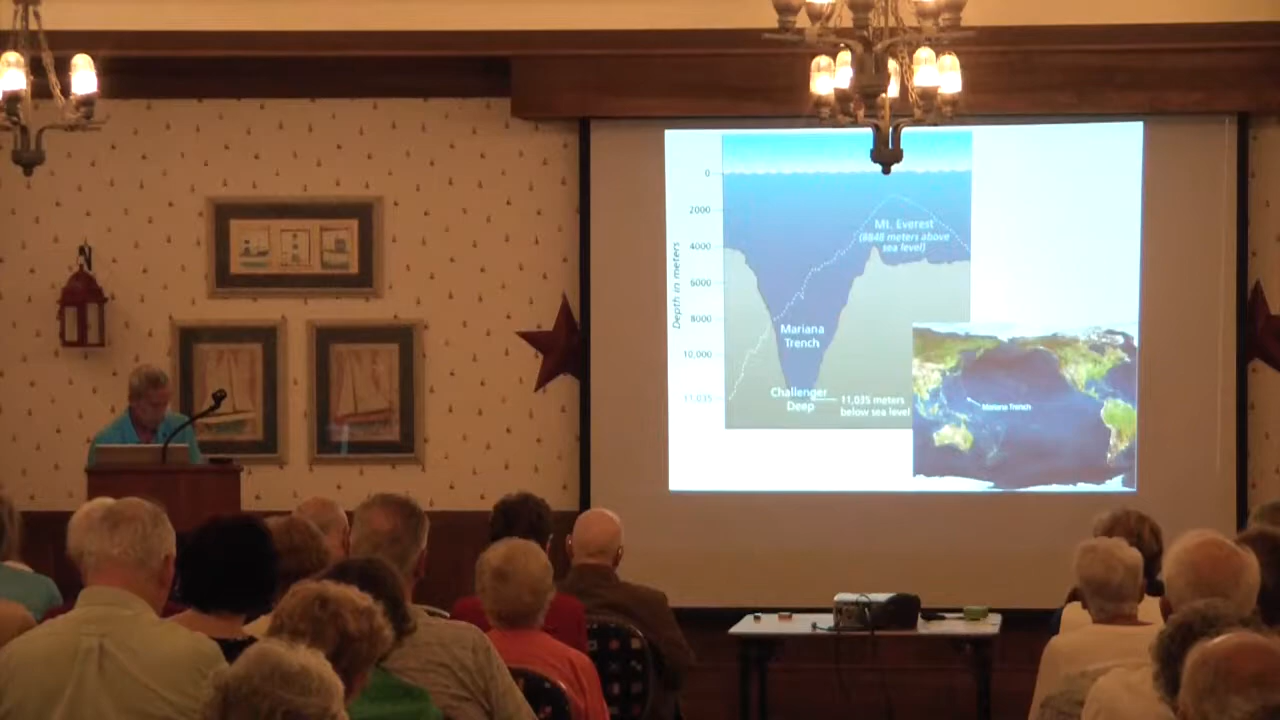 0
2000
4000
6000
8000
10,000
11,035
Depth in meters
Mt. Everest
(8848 meters above
sea level)
Mariana
Trench
Challenger
Deep
11,035 meters
below sea level
Mariana Trench